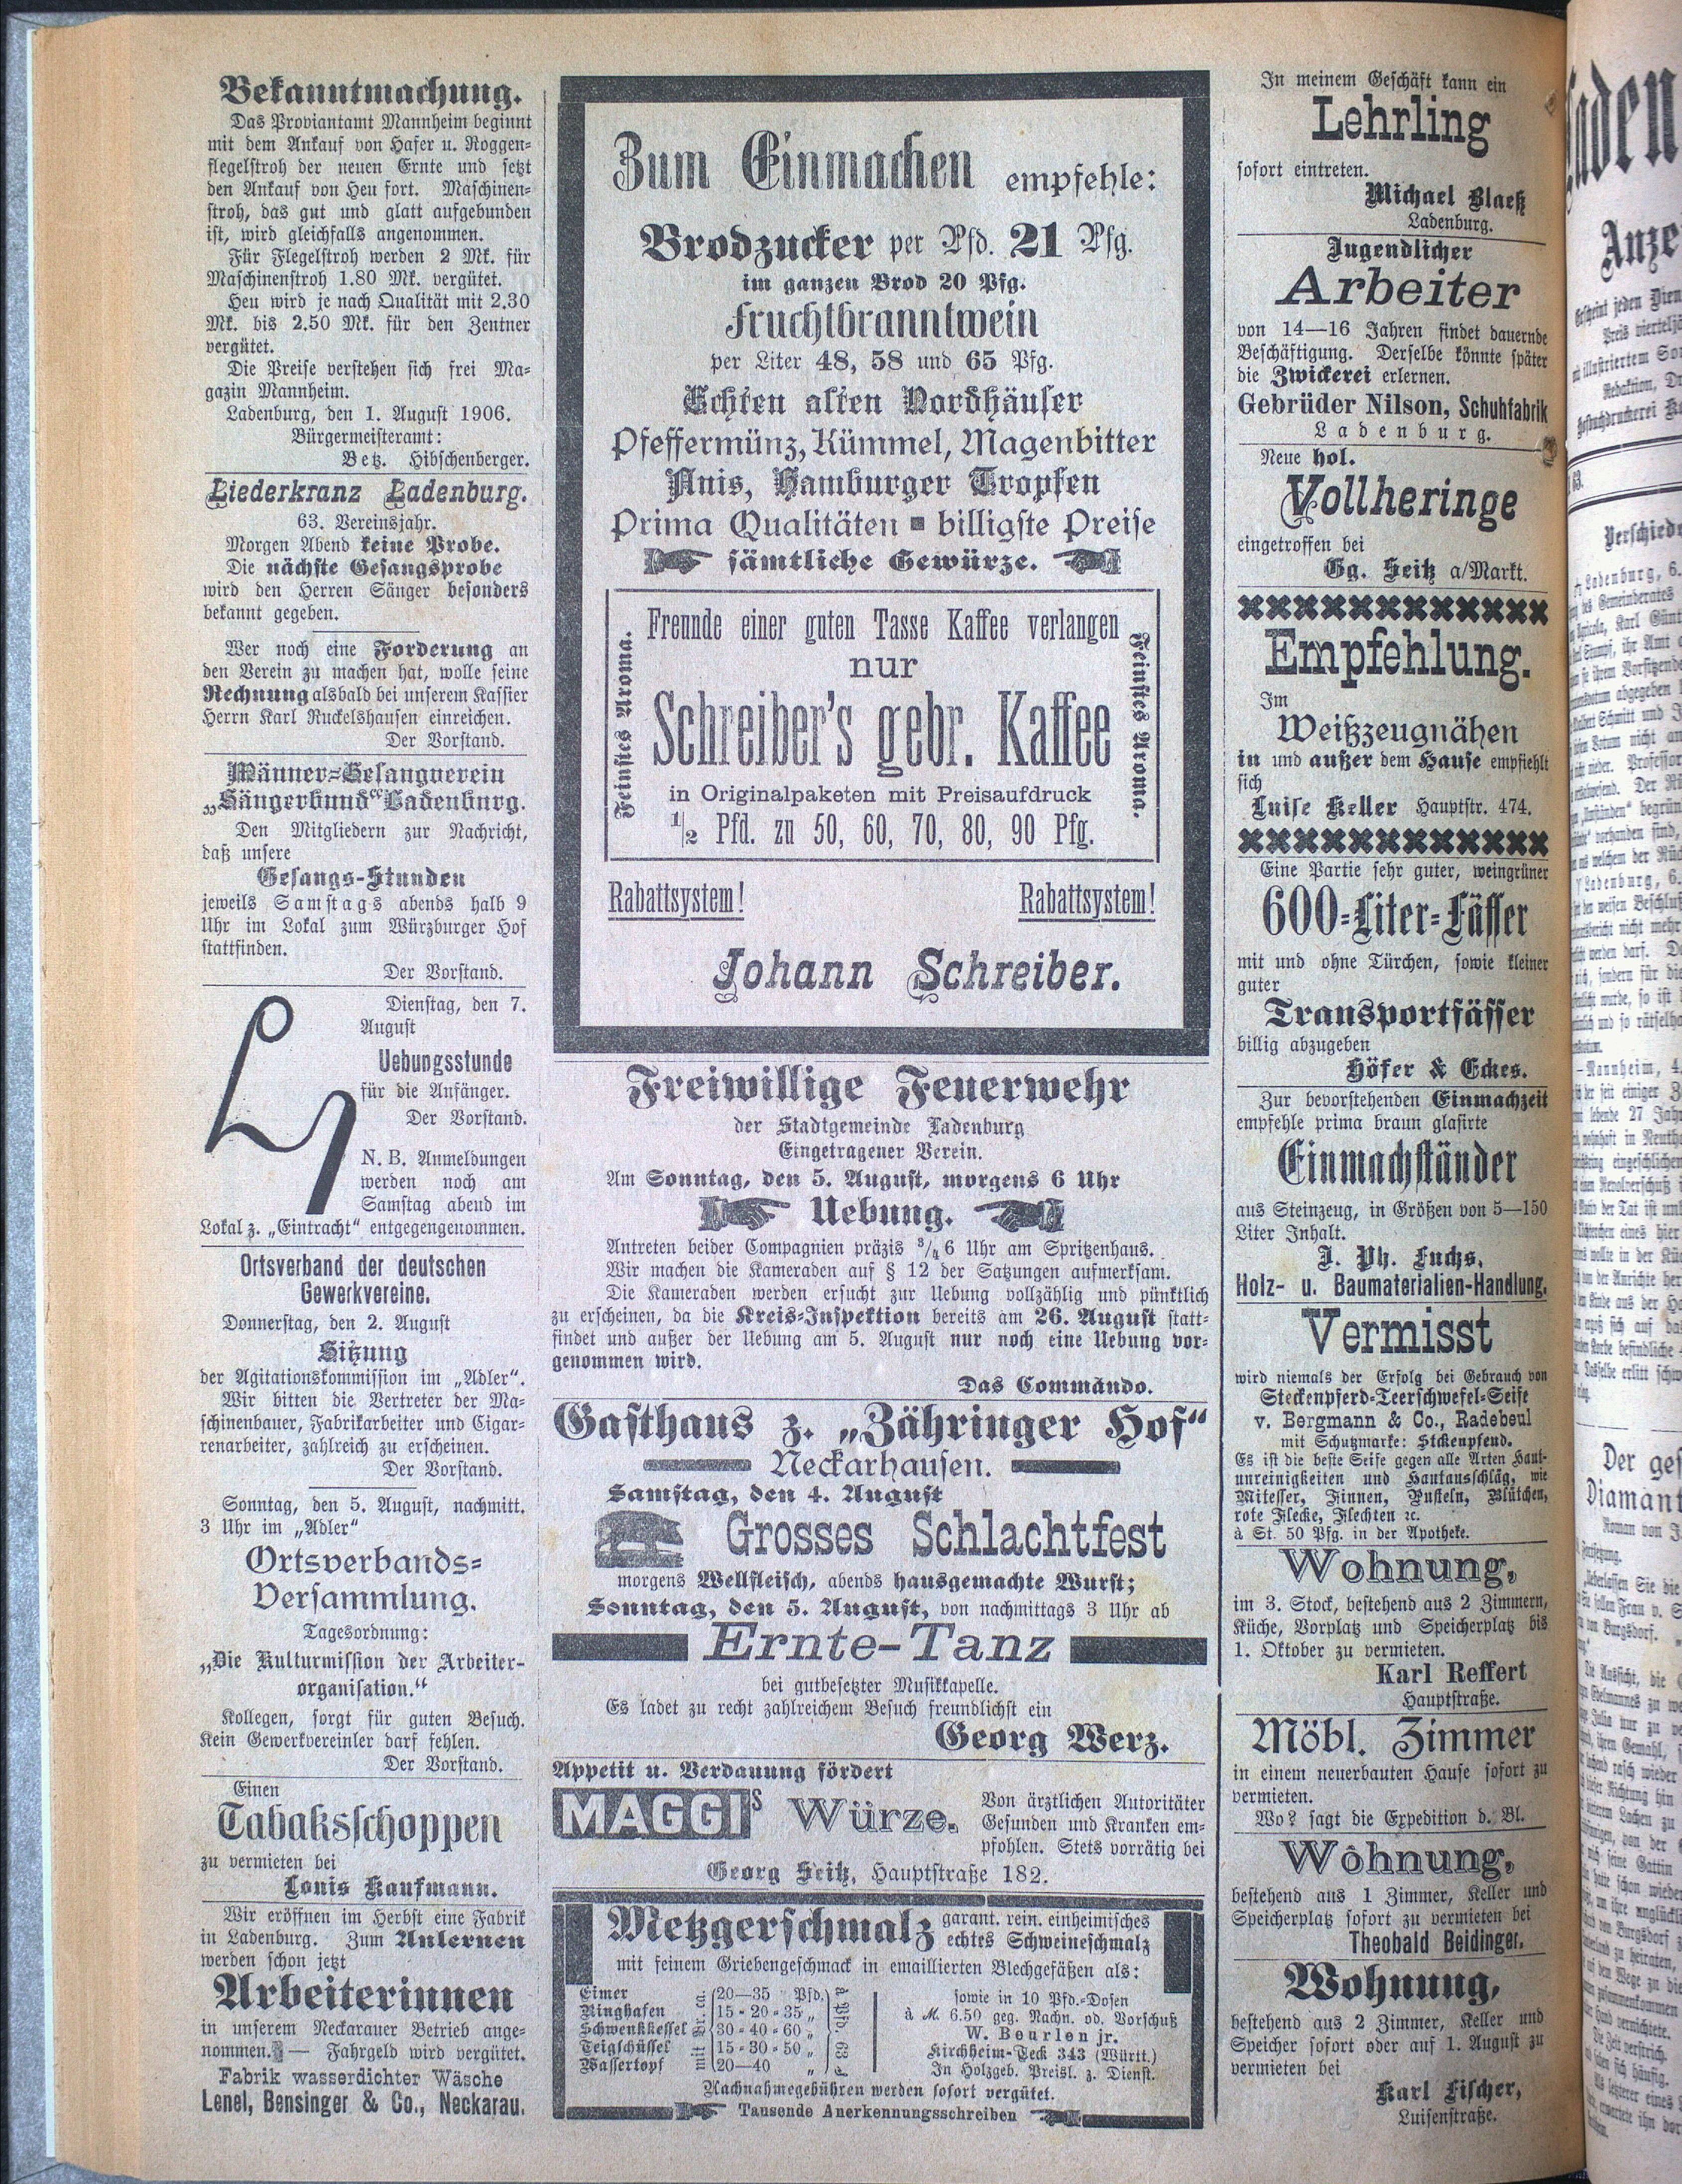 Bekanntmachung.
Das Proviantamt Mannheim beginnt
mit dem Ankauf von Hafer u. Roggen-
flegelstroh der neuen Ernte und setzt
den Ankauf von Heu fort. Maschinen-
stroh, das gut und glatt aufgebunden
ist, wird gleichfalls angenommen.
Für Flegelstroh werden 2 Mk. für
Maschinenstroh 1.80 Mk. vergütet.
Heu wird je nach Qualität mit 2.30
Mk. bis 2.50 Mk. für den Zentner
vergütet.
Die Preise verstehen sich frei Ma-
gazin Mannheim.
Ladenburg, den 1. August 1906.
Bürgermeisteramt:
Betz. Hibschenberger.
Liederkranz Ladenburg.
63. Vereinsjahr.
Morgen Abend keine Probe.
Die nächste Gesangsprobe
wird den Herren Sänger besonders
bekannt gegeben.
Wer noch eine Forderung an
den Verein zu machen hat, wolle seine
Rechnung alsbald bei unserem Kassier
Herrn Karl Ruckelshausen einreichen.
Der Vorstand.
Männer-Gesangverein
„Sängerbund“ Ladenburg.
Den Mitgliedern zur Nachricht,
daß unsere
Gesangs-Stunden
jeweils Samstags abends halb 9
Uhr im Lokal zum Würzburger Hof
stattfinden.
Der Vorstand.
Dienstag, den 7.
August
Uebungsstunde
für die Anfänger.
Der Vorstand.
N. B. Anmeldungen
werden noch am
Samstag abend im
Lokal z. „Eintracht“ entgegengenommen.
Ortsverband der deutschen
Gewerkvereine.
Donnerstag, den 2. August
Sitzung
der Agitationskommission im „Adler“.
Wir bitten die Vertreter der Ma-
schinenbauer, Fabrikarbeiter und Cigar-
renarbeiter, zahlreich zu erscheinen.
Der Vorstand.
Sonntag, den 5. August, nachmitt.
3 Uhr im „Adler“
Ortsverbands-
Versammlung.
Tagesordnung:
„Die Kulturmission der Arbeiter-
organisation.“
Kollegen, sorgt für guten Besuch.
Kein Gewerkvereinler darf fehlen.
Der Vorstand.
Einen
Tabaksschoppen
zu vermieten bei
Louis Kaufmann.
Wir eröffnen im Herbst eine Fabrik
in Ladenburg. Zum Anlernen
werden schon jetzt
Arbeiterinnen
in unserem Neckarauer Betrieb ange-
nommen. — Fahrgeld wird vergütet.
Fabrik wasserdichter Wäsche
Lenel, Bensinger & Co., Neckarau.
Zum Einmachen empfehle:
Brodzucker per Pfd. 21 Pfg.
im ganzen Brod 20 Pfg.
Fruchtbranntwein
per Liter 48, 58 und 65 Pfg.
Echten alten Nordhäuser
Pfeffermünz, Kümmel, Magenbitter
Anis, Hamburger Tropfen
Prima Qualitäten ▪ billigste Preise
sämtliche Gewürze.
Freunde einer guten Tasse Kaffee verlangen
nur
Schreiber's gebr. Kaffee
in Originalpaketen mit Preisaufdruck
1/2 Pfd. zu 50, 60, 70, 80, 90 Pfg.
Feinstes Aroma.
Feinstes Aroma.
Rabattsystem! Rabattsystem!
Johann Schreiber.
Freiwillige Feuerwehr
der Stadtgemeinde Ladenburg
Eingetragener Verein.
Am Sonntag, den 5. August, morgens 6 Uhr
Uebung.
Antreten beider Compagnien präzis 3/4 6 Uhr am Spritzenhaus.
Wir machen die Kameraden auf § 12 der Satzungen aufmerksam.
Die Kameraden werden ersucht zur Uebung vollzählig und pünktlich
zu erscheinen, da die Kreis-Inspektion bereits am 26. August statt-
findet und außer der Uebung am 5. August nur noch eine Uebung vor-
genommen wird.
Das Commando.
Gasthaus z. „Zähringer Hof“
Neckarhausen.
Samstag, den 4. August
Grosses Schlachtfest
morgens Wellfleisch, abends hausgemachte Wurst;
Sonntag, den 5. August, von nachmittags 3 Uhr ab
Ernte-Tanz
bei gutbesetzter Musikkapelle.
Es ladet zu recht zahlreichem Besuch freundlichst ein
Georg Werz.
Appetit u. Verdauung fördert
MAGGIs Würze.
Von ärztlichen Autoritäter
Gesunden und Kranken em-
pfohlen. Stets vorrätig bei
Georg Seitz, Hauptstraße 182.
Metzgerschmalz garant. rein. einheimisches
echtes Schweineschmalz
mit feinem Griebengeschmack in emaillierten Blechgefäßen als:
Eimer 20—35 Pfd.
Ringhafen 15 - 20 - 35 „
Schwenkkessel 30 - 40 - 60 „
Teigschüssel 15 - 30 - 50 „
Wassertopf 20—40 „
sowie in 10 Pfd.-Dosen
à M. 6.50 geg. Nachn. od. Vorschuß
W. Beurlen jr.
Kirchheim-Teck 343 (Württ.)
In Holzgeb. Preisl. z. Dienst.
Nachnahmegebühren werden sofort vergütet.
Tausende Anerkennungsschreiben
In meinem Geschäft kann ein
Lehrling
sofort eintreten.
Michael Blaeß
Ladenburg.
Jugendlicher
Arbeiter
von 14—16 Jahren findet dauernde
Beschäftigung. Derselbe könnte später
die Zwickerei erlernen.
Gebrüder Nilson, Schuhfabrik
Ladenburg.
Neue hol.
Vollheringe
eingetroffen bei
Gg. Seitz a/Markt.
Empfehlung.
Im
Weißzeugnähen
in und außer dem Hause empfiehlt
sich
Luise Keller Hauptstr. 474.
Eine Partie sehr guter, weingrüner
600-Liter-Fässer
mit und ohne Türchen, sowie kleiner
guter
Transportfässer
billig abzugeben
Höfer & Eckes.
Zur bevorstehenden Einmachzeit
empfehle prima braun glasirte
Einmachständer
aus Steinzeug, in Größen von 5—150
Liter Inhalt.
J. Ph. Fuchs,
Holz- u. Baumaterialien-Handlung.
Vermisst
wird niemals der Erfolg bei Gebrauch von
Steckenpferd-Teerschwefel-Seife
v. Bergmann & Co., Radebeul
mit Schutzmarke: Stckenpfend.
Es ist die beste Seife gegen alle Arten Haut-
unreinigkeiten und Hautausschläg, wie
Mitesser, Finnen, Pusteln, Blütchen,
rote Flecke, Flechten ꝛc.
à St. 50 Pfg. in der Apotheke.
Wohnung,
im 3. Stock, bestehend aus 2 Zimmern,
Küche, Vorplatz und Speicherplatz bis
1. Oktober zu vermieten.
Karl Reffert
Hauptstraße.
Möbl. Zimmer
in einem neuerbauten Hause sofort zu
vermieten.
Wo? sagt die Expedition d. Bl.
Wohnung,
bestehend aus 1 Zimmer, Keller und
Speicherplatz sofort zu vermieten bei
Theobald Beidinger.
Wohnung,
bestehend aus 2 Zimmer, Keller und
Speicher sofort oder auf 1. August zu
vermieten bei
Karl Fischer,
Luisenstraße.